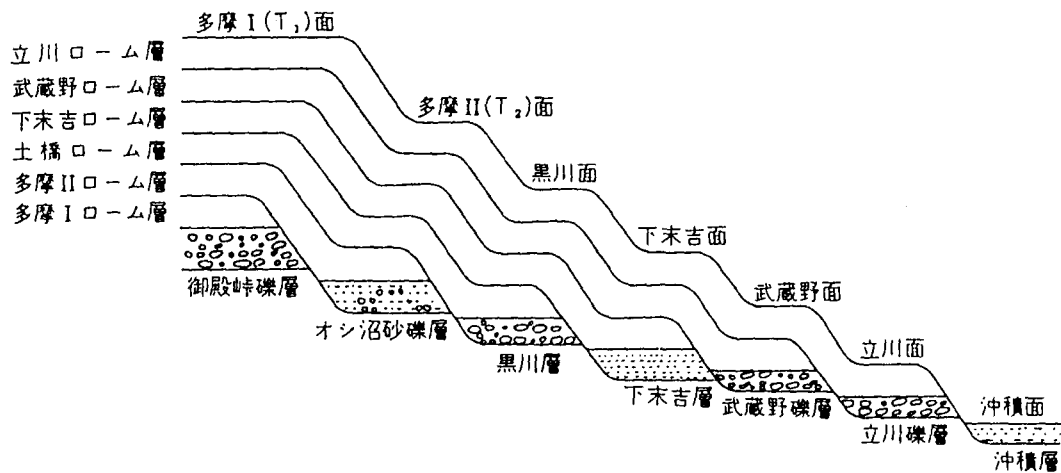 多摩I(T₁)面
立川ローム層
武蔵野ローム層
下末吉ローム層
土橋ローム層
多摩IIローム層
多摩Iローム層
多摩II(T₂)面
黒川面
下末吉面
武蔵野面
立川面
沖積面
御殿峠礫層
オシ沼砂礫層
黒川層
下末吉層
武蔵野礫層
立川礫層
沖積層